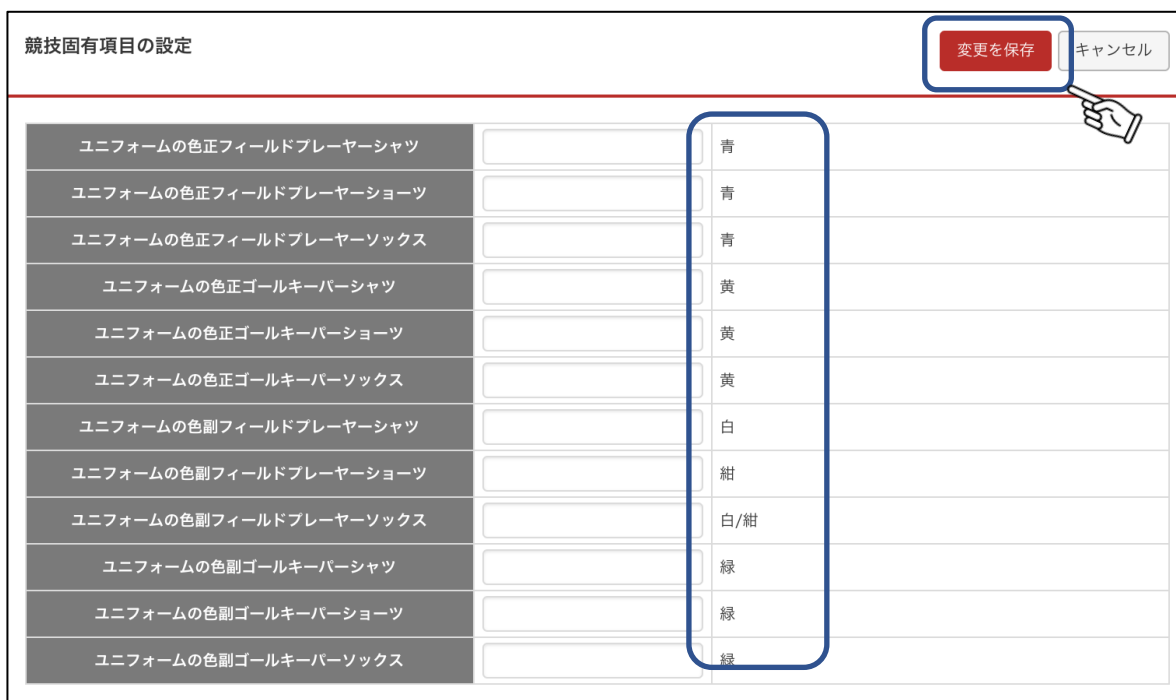 競技固有項目の設定
変更を保存 キャンセル
ユニフォームの色正フィールドプレーヤーシャツ 青
ユニフォームの色正フィールドプレーヤーショーツ 青
ユニフォームの色正フィールドプレーヤーソックス 青
ユニフォームの色正ゴールキーパーシャツ 黄
ユニフォームの色正ゴールキーパーショーツ 黄
ユニフォームの色正ゴールキーパーソックス 黄
ユニフォームの色副フィールドプレーヤーシャツ 白
ユニフォームの色副フィールドプレーヤーショーツ 紺
ユニフォームの色副フィールドプレーヤーソックス 白/紺
ユニフォームの色副ゴールキーパーシャツ 緑
ユニフォームの色副ゴールキーパーショーツ 緑
ユニフォームの色副ゴールキーパーソックス 緑